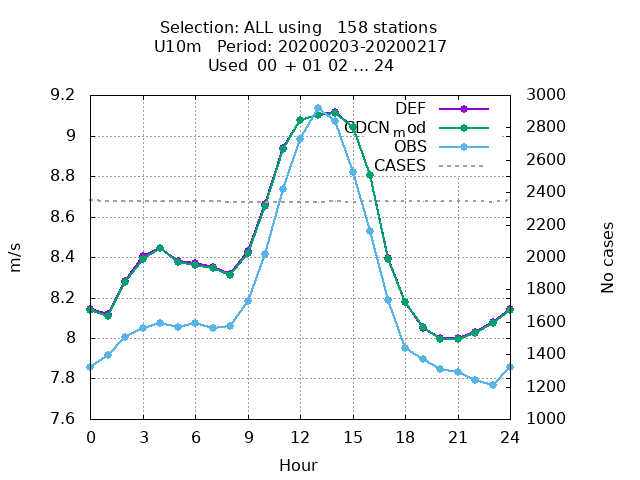 Selection: ALL using 158 stations
U10m Period: 20200203-20200217
Used 00 + 01 02 ... 24
9.2
9
8.8
8.6
8.4
8.2
8
7.8
7.6
m/s
3000
2800
2600
2400
2200
2000
1800
1600
1400
1200
1000
No cases
DEF
CDCNmod
OBS
CASES
0 3 6 9 12 15 18 21 24
Hour